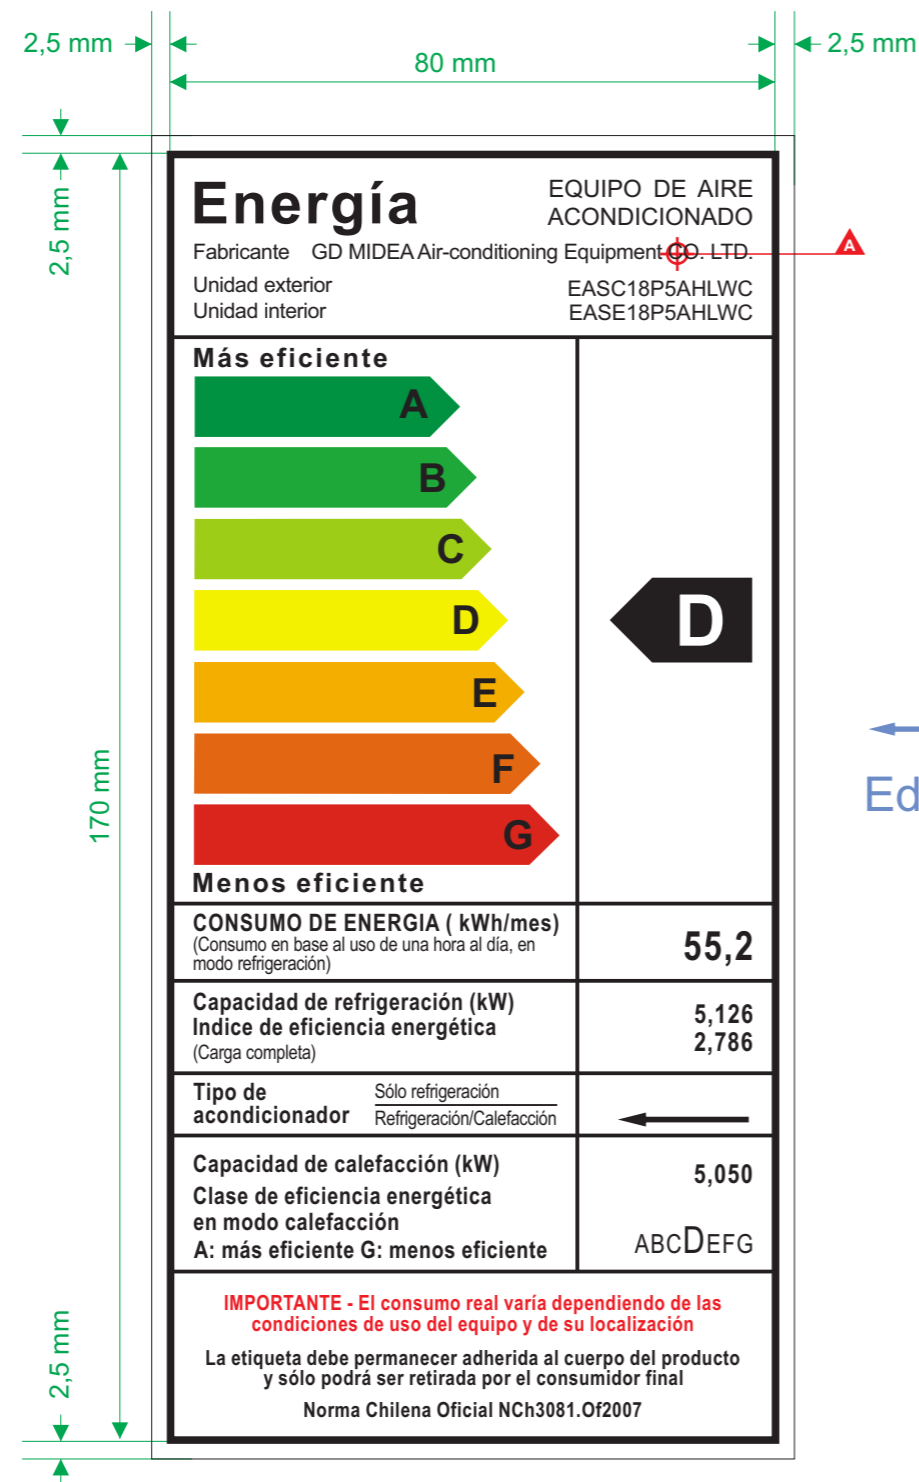 2,5 mm
80 mm
2,5 mm
2,5 mm
170 mm
2,5 mm
Energía
EQUIPO DE AIRE
ACONDICIONADO
Fabricante GD MIDEA Air-conditioning Equipment CO. LTD.
A
Unidad exterior EASC18P5AHLWC
Unidad interior EASE18P5AHLWC
Más eficiente
A
B
C
D
D
E
F
G
Menos eficiente
Ed
CONSUMO DE ENERGIA ( kWh/mes)
(Consumo en base al uso de una hora al día, en
modo refrigeración)
55,2
Capacidad de refrigeración (kW) 5,126
Indice de eficiencia energética 2,786
(Carga completa)
Tipo de
acondicionador
Sólo refrigeración
Refrigeración/Calefacción
Capacidad de calefacción (kW) 5,050
Clase de eficiencia energética
en modo calefacción
A: más eficiente G: menos eficiente
ABCDEFG
IMPORTANTE - El consumo real varía dependiendo de las
condiciones de uso del equipo y de su localización
La etiqueta debe permanecer adherida al cuerpo del producto
y sólo podrá ser retirada por el consumidor final
Norma Chilena Oficial NCh3081.Of2007